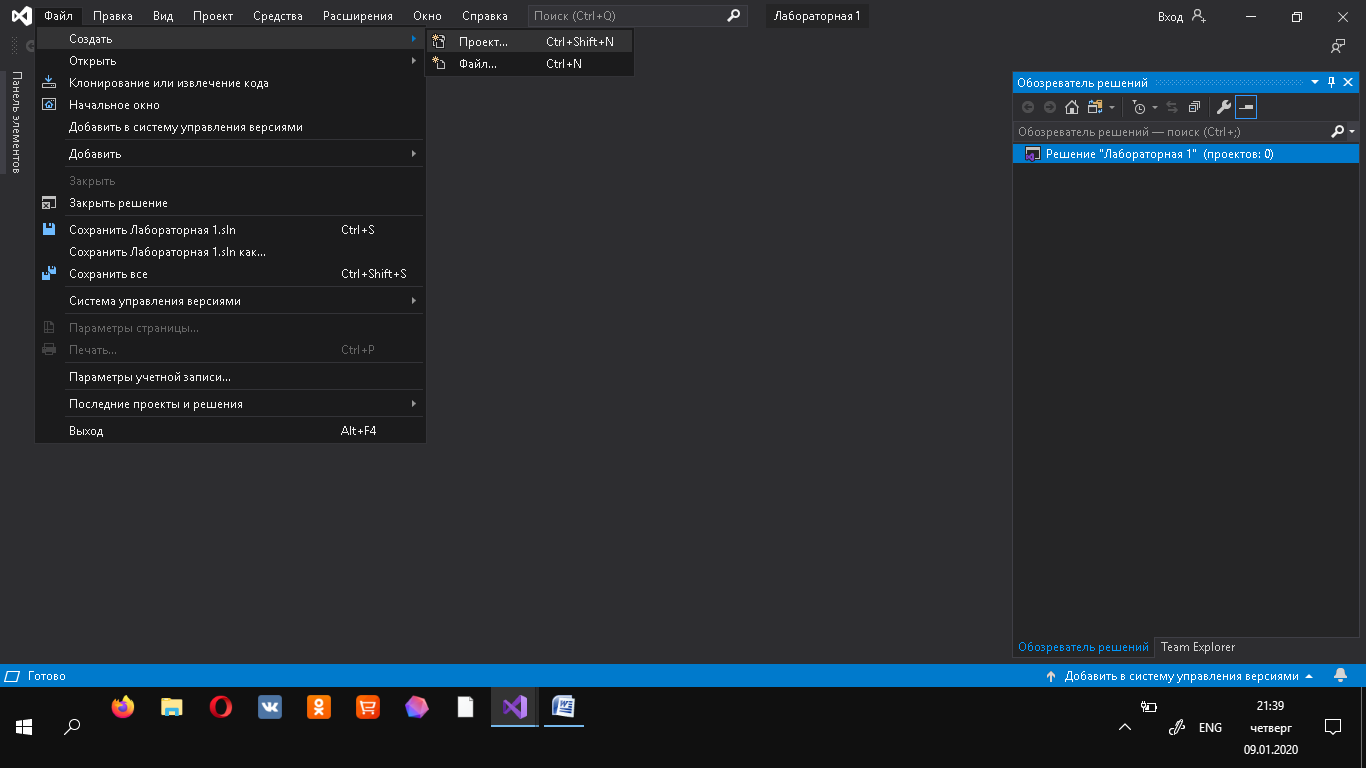 Файл Правка Вид Проект Средства Расширения Окно Справка Поиск (Ctrl+Q) Лабораторная 1 Вход
Создать
Проект... Ctrl+Shift+N
Файл... Ctrl+N
Открыть
Клонирование или извлечение кода
Начальное окно
Добавить в систему управления версиями
Добавить
Закрыть
Закрыть решение
Сохранить Лабораторная 1.sln Ctrl+S
Сохранить Лабораторная 1.sln как...
Сохранить все Ctrl+Shift+S
Система управления версиями
Параметры страницы...
Печать... Ctrl+P
Параметры учетной записи...
Последние проекты и решения
Выход Alt+F4
Панель элементов
Обозреватель решений
Обозреватель решений — поиск (Ctrl+;)
Решение "Лабораторная 1" (проектов: 0)
Обозреватель решений Team Explorer
Готово
Добавить в систему управления версиями
ENG
21:39
четверг
09.01.2020